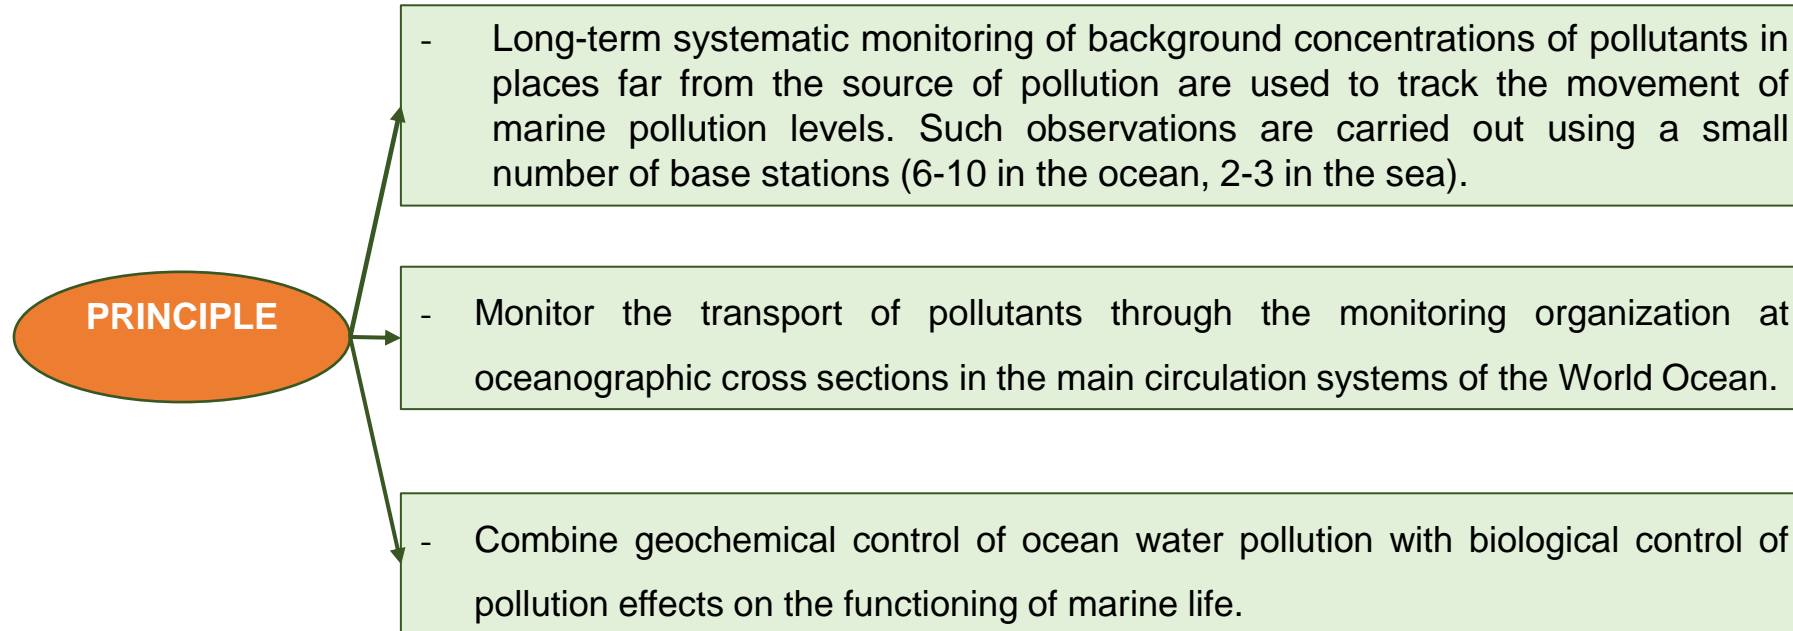 - Long-term systematic monitoring of background concentrations of pollutants in
places far from the source of pollution are used to track the movement of
marine pollution levels. Such observations are carried out using a small
number of base stations (6-10 in the ocean, 2-3 in the sea).
PRINCIPLE
- Monitor the transport of pollutants through the monitoring organization at
oceanographic cross sections in the main circulation systems of the World Ocean.
- Combine geochemical control of ocean water pollution with biological control of
pollution effects on the functioning of marine life.